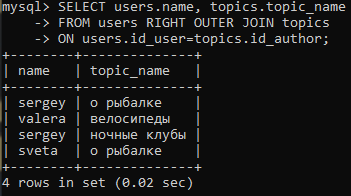 mysql> SELECT users.name, topics.topic_name
    -> FROM users RIGHT OUTER JOIN topics
    -> ON users.id_user=topics.id_author;
+--------+--------------+
| name   | topic_name   |
+--------+--------------+
| sergey | о рыбалке    |
| valera | велосипеды   |
| sergey | ночные клубы |
| sveta  | о рыбалке    |
+--------+--------------+
4 rows in set (0.02 sec)